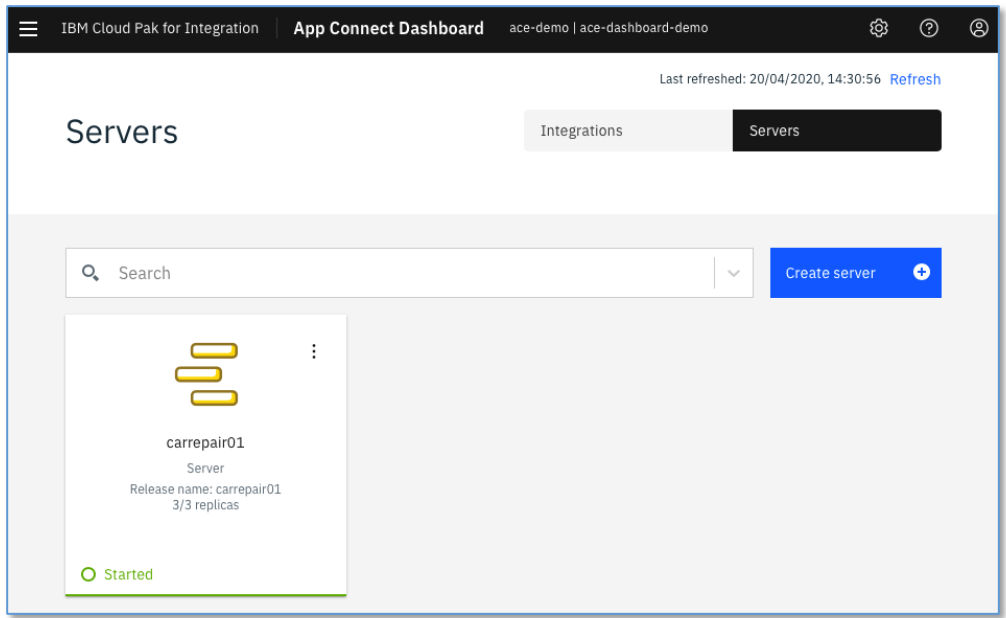 IBM Cloud Pak for Integration App Connect Dashboard ace-demo | ace-dashboard-demo
Last refreshed: 20/04/2020, 14:30:56 Refresh
Servers
Integrations Servers
Search
Create server
carrepair01
Server
Release name: carrepair01
3/3 replicas
Started